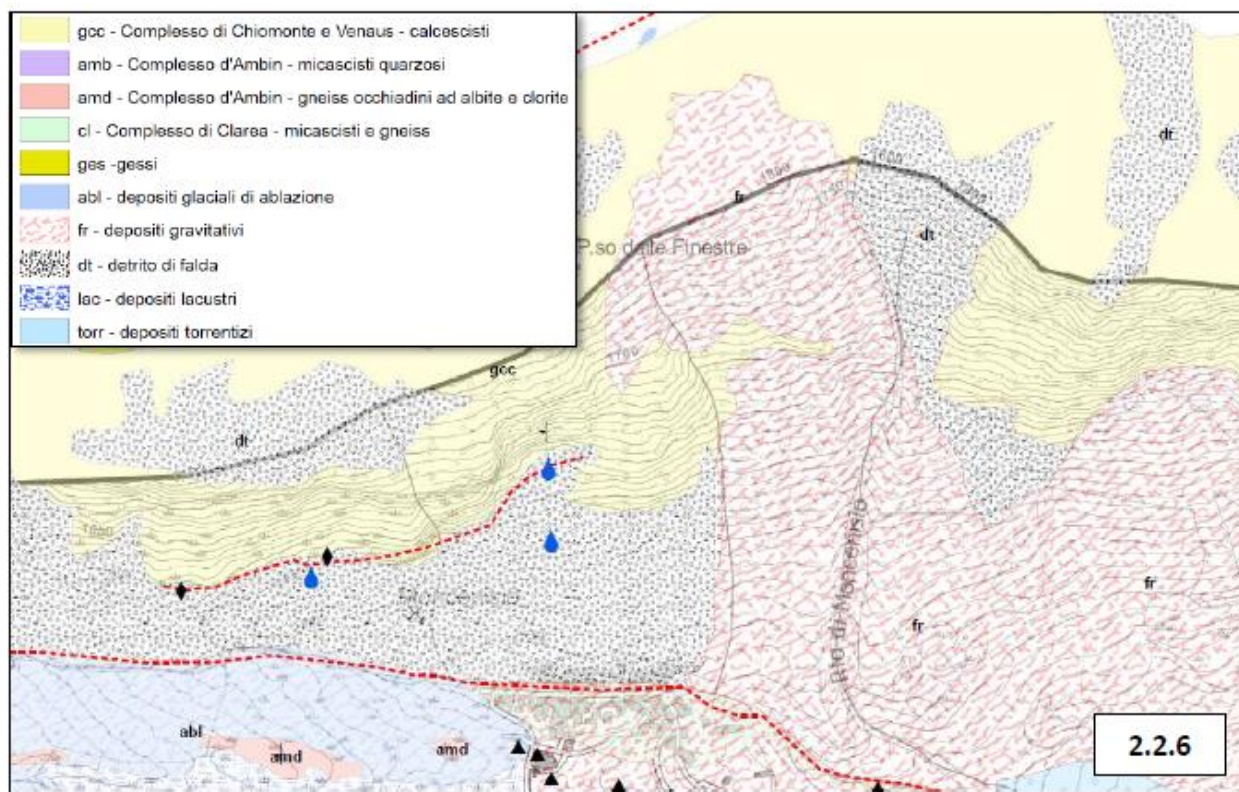 gcc - Complesso di Chiomonte e Venaus - calcescisti
amb - Complesso d'Ambin - micascisti quarzosi
amd - Complesso d'Ambin - gneiss occhiadini ad albite e clorite
cl - Complesso di Clarea - micascisti e gneiss
ges -gessi
abl - depositi glaciali di ablazione
fr - depositi gravitativi
dt - detrito di falda
lac - depositi lacustri
torr - depositi torrentizi
dt
fr
P.so delle Finestre
dt
1700
gcc
dt
Rio di Moncenisio
fr
fr
abl
amd
amd
2.2.6